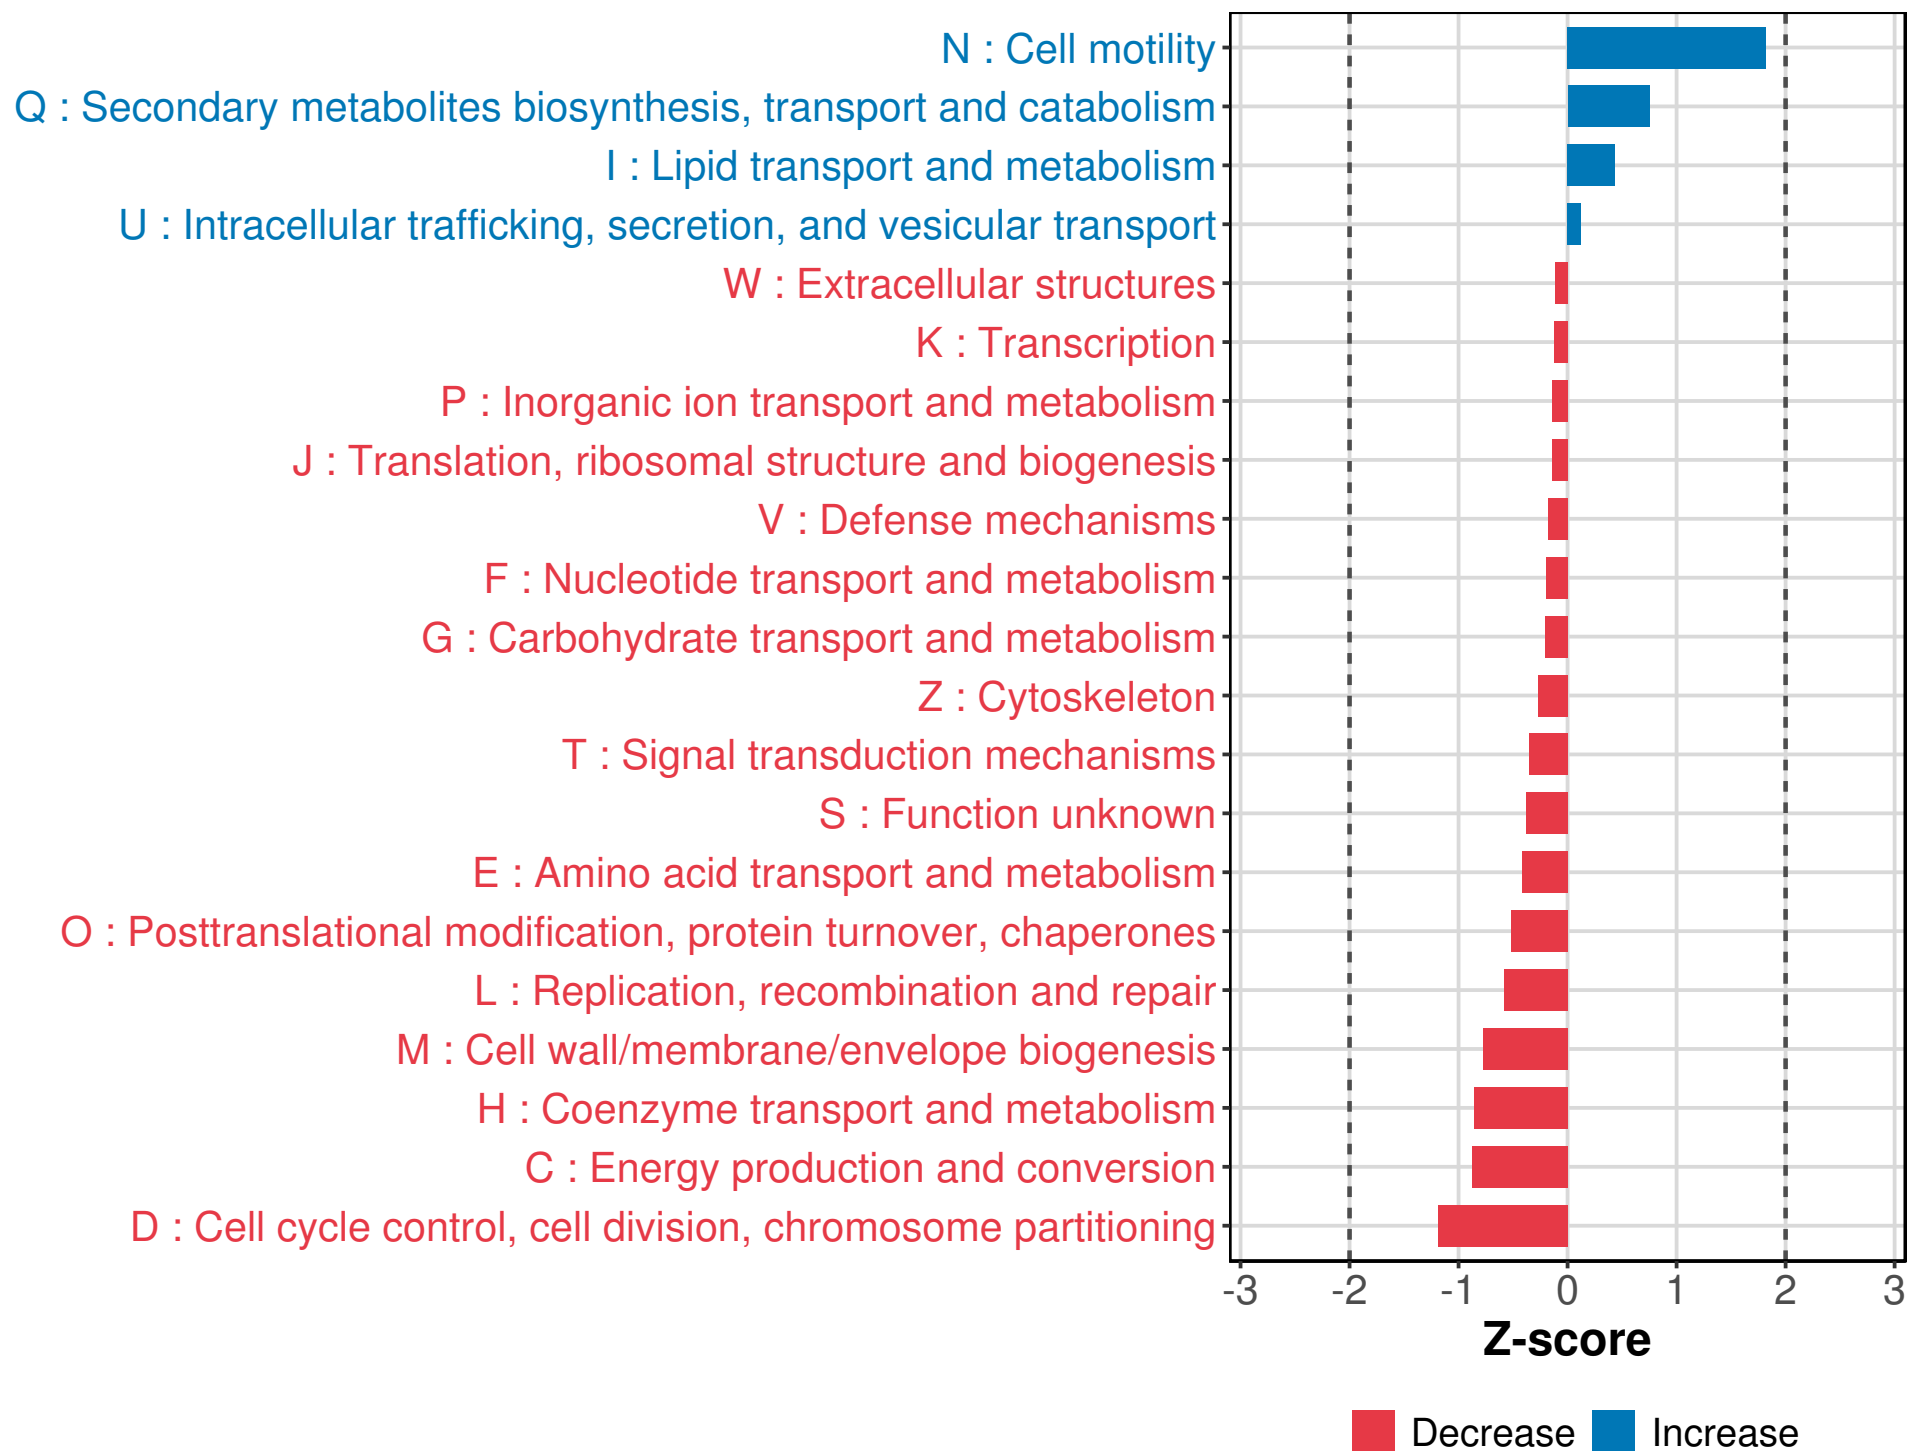 N : Cell motility
Q : Secondary metabolites biosynthesis, transport and catabolism
I : Lipid transport and metabolism
U : Intracellular trafficking, secretion, and vesicular transport
W : Extracellular structures
K : Transcription
P : Inorganic ion transport and metabolism
J : Translation, ribosomal structure and biogenesis
V : Defense mechanisms
F : Nucleotide transport and metabolism
G : Carbohydrate transport and metabolism
Z : Cytoskeleton
T : Signal transduction mechanisms
S : Function unknown
E : Amino acid transport and metabolism
O : Posttranslational modification, protein turnover, chaperones
L : Replication, recombination and repair
M : Cell wall/membrane/envelope biogenesis
H : Coenzyme transport and metabolism
C : Energy production and conversion
D : Cell cycle control, cell division, chromosome partitioning
-3 -2 -1 0 1 2 3
Z-score
Decrease Increase